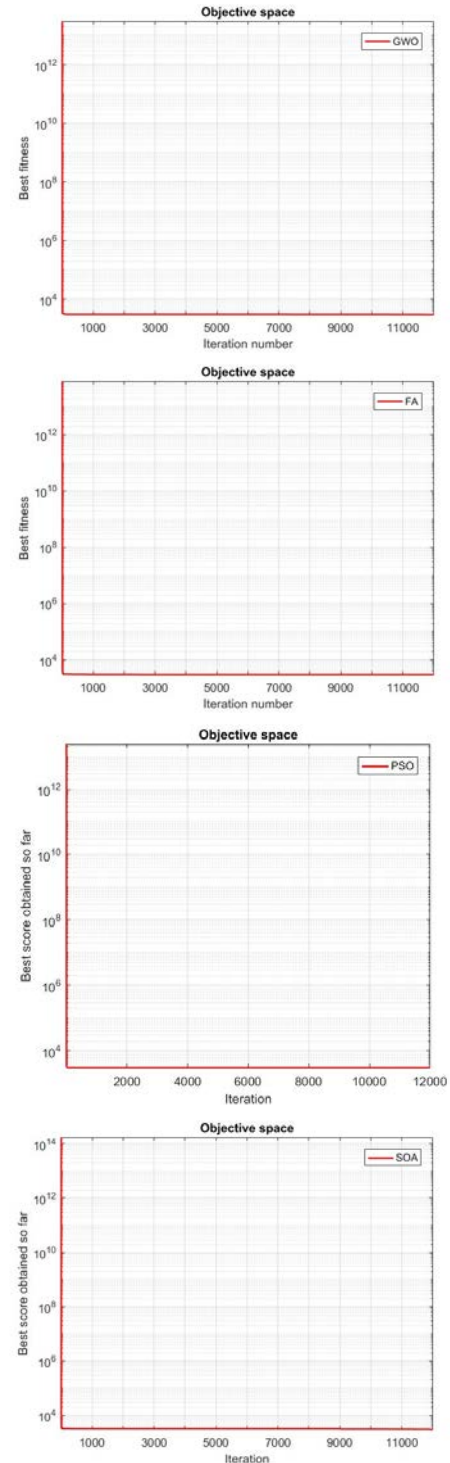 Objective space
GWO
10^12
10^10
10^8
10^6
10^4
Best fitness
1000 3000 5000 7000 9000 11000
Iteration number
Objective space
FA
10^12
10^10
10^8
10^6
10^4
Best fitness
1000 3000 5000 7000 9000 11000
Iteration number
Objective space
PSO
10^12
10^10
10^8
10^6
10^4
Best score obtained so far
2000 4000 6000 8000 10000 12000
Iteration
Objective space
SOA
10^14
10^12
10^10
10^8
10^6
10^4
Best score obtained so far
1000 3000 5000 7000 9000 11000
Iteration